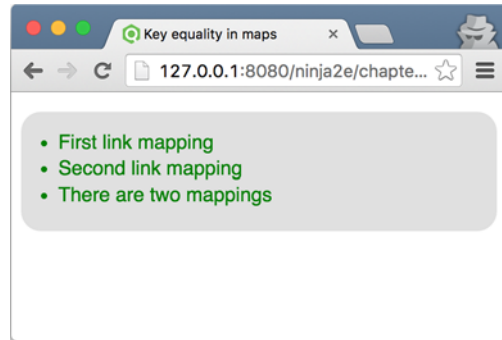 Key equality in maps
127.0.0.1:8080/ninja2e/chapte...
First link mapping
Second link mapping
There are two mappings